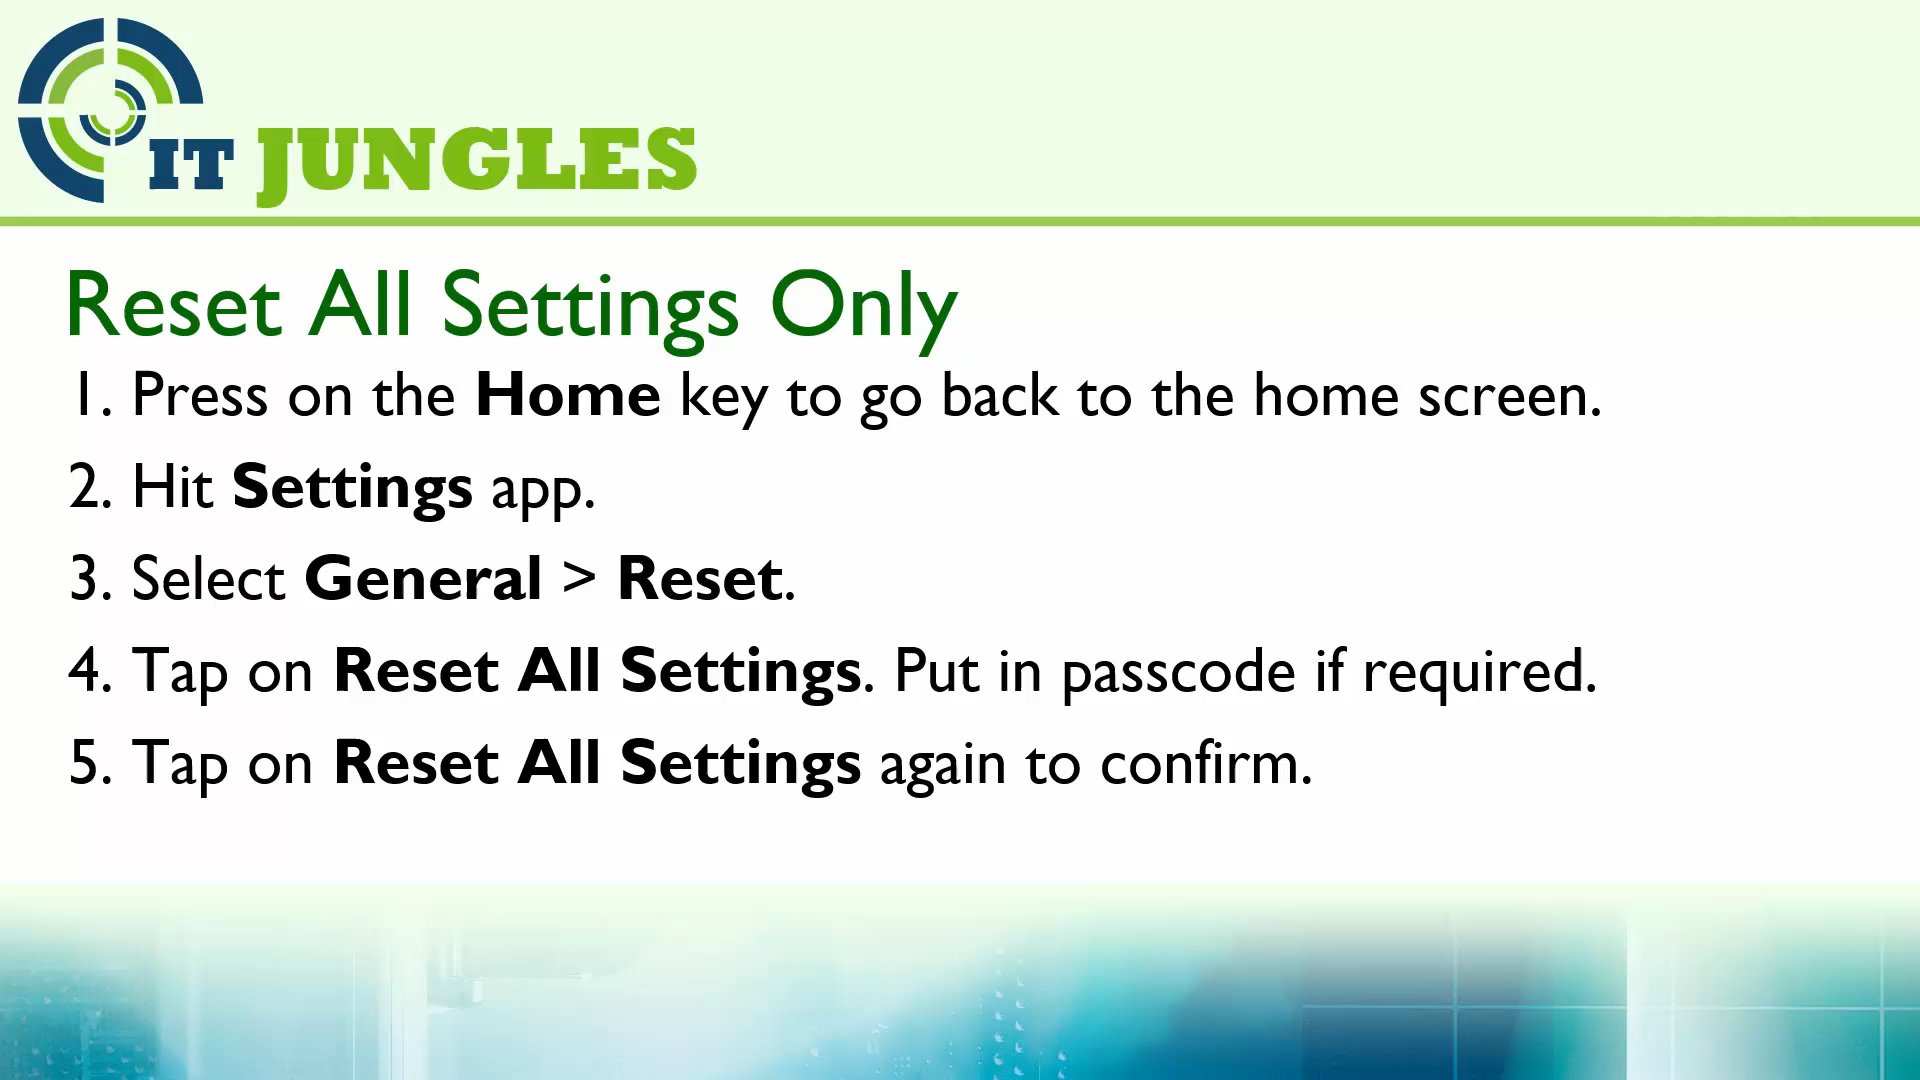 IT JUNGLES
Reset All Settings Only
1. Press on the Home key to go back to the home screen.
2. Hit Settings app.
3. Select General > Reset.
4. Tap on Reset All Settings. Put in passcode if required.
5. Tap on Reset All Settings again to confirm.